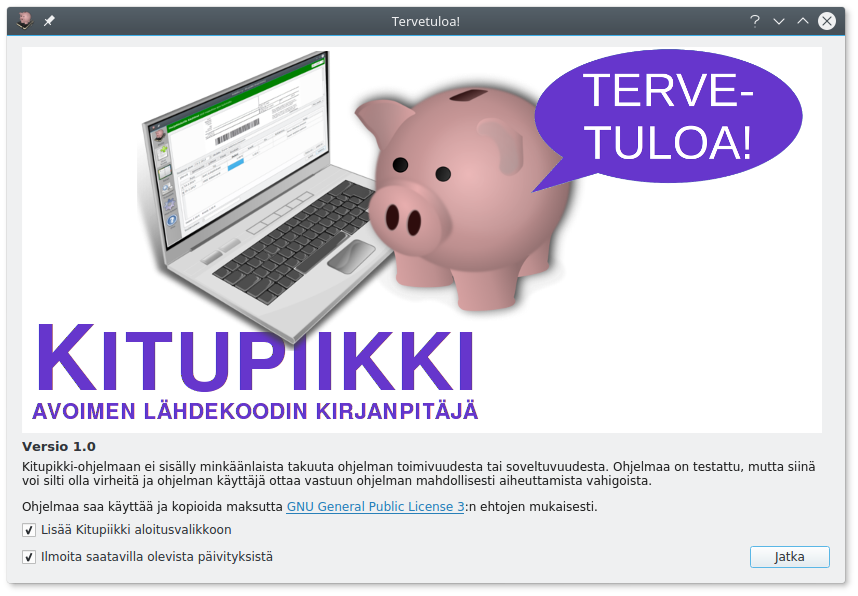 Tervetuloa!
TERVE-
TULOA!
KITUPIIKKI
AVOIMEN LÄHDEKOODIN KIRJANPITÄJÄ
Versio 1.0
Kitupikki-ohjelmaan ei sisälly minkäänlaista takuuta ohjelman toimivuudesta tai soveltuvuudesta. Ohjelmaa on testattu, mutta siinä
voi silti olla virheitä ja ohjelman käyttäjä ottaa vastuun ohjelman mahdollisesti aiheuttamista vahigoista.
Ohjelmaa saa käyttää ja kopioida maksutta GNU General Public License 3:n ehtojen mukaisesti.
Lisää Kitupiikki aloitusvalikkoon
Ilmoita saatavilla olevista päivityksistä
Jatka